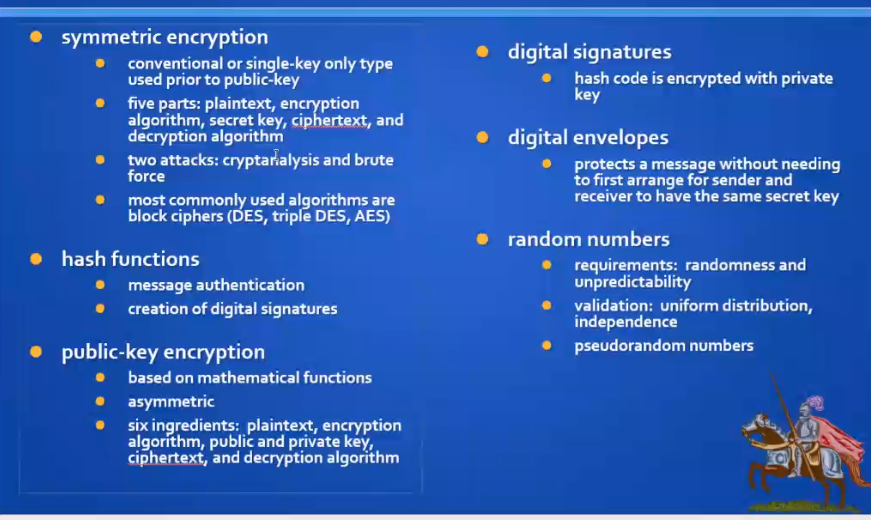 symmetric encryption
conventional or single-key only type
used prior to public-key
five parts: plaintext, encryption
algorithm, secret key, ciphertext, and
decryption algorithm
two attacks: cryptanalysis and brute
force
most commonly used algorithms are
block ciphers (DES, triple DES, AES)
hash functions
message authentication
creation of digital signatures
public-key encryption
based on mathematical functions
asymmetric
six ingredients: plaintext, encryption
algorithm, public and private key,
ciphertext, and decryption algorithm
digital signatures
hash code is encrypted with private
key
digital envelopes
protects a message without needing
to first arrange for sender and
receiver to have the same secret key
random numbers
requirements: randomness and
unpredictability
validation: uniform distribution,
independence
pseudorandom numbers